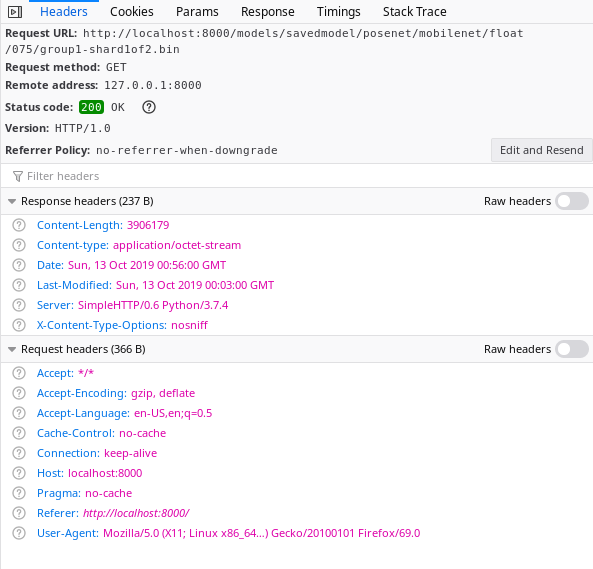 Headers Cookies Params Response Timings Stack Trace
Request URL: http://localhost:8000/models/savedmodel/posenet/mobilenet/float
/075/group1-shard1of2.bin
Request method: GET
Remote address: 127.0.0.1:8000
Status code: 200 OK ?
Version: HTTP/1.0
Referrer Policy: no-referrer-when-downgrade Edit and Resend
Filter headers
Response headers (237 B) Raw headers
? Content-Length: 3906179
? Content-type: application/octet-stream
? Date: Sun, 13 Oct 2019 00:56:00 GMT
? Last-Modified: Sun, 13 Oct 2019 00:03:00 GMT
? Server: SimpleHTTP/0.6 Python/3.7.4
? X-Content-Type-Options: nosniff
Request headers (366 B) Raw headers
? Accept: */*
? Accept-Encoding: gzip, deflate
? Accept-Language: en-US,en;q=0.5
? Cache-Control: no-cache
? Connection: keep-alive
? Host: localhost:8000
? Pragma: no-cache
? Referer: http://localhost:8000/
? User-Agent: Mozilla/5.0 (X11; Linux x86_64…) Gecko/20100101 Firefox/69.0